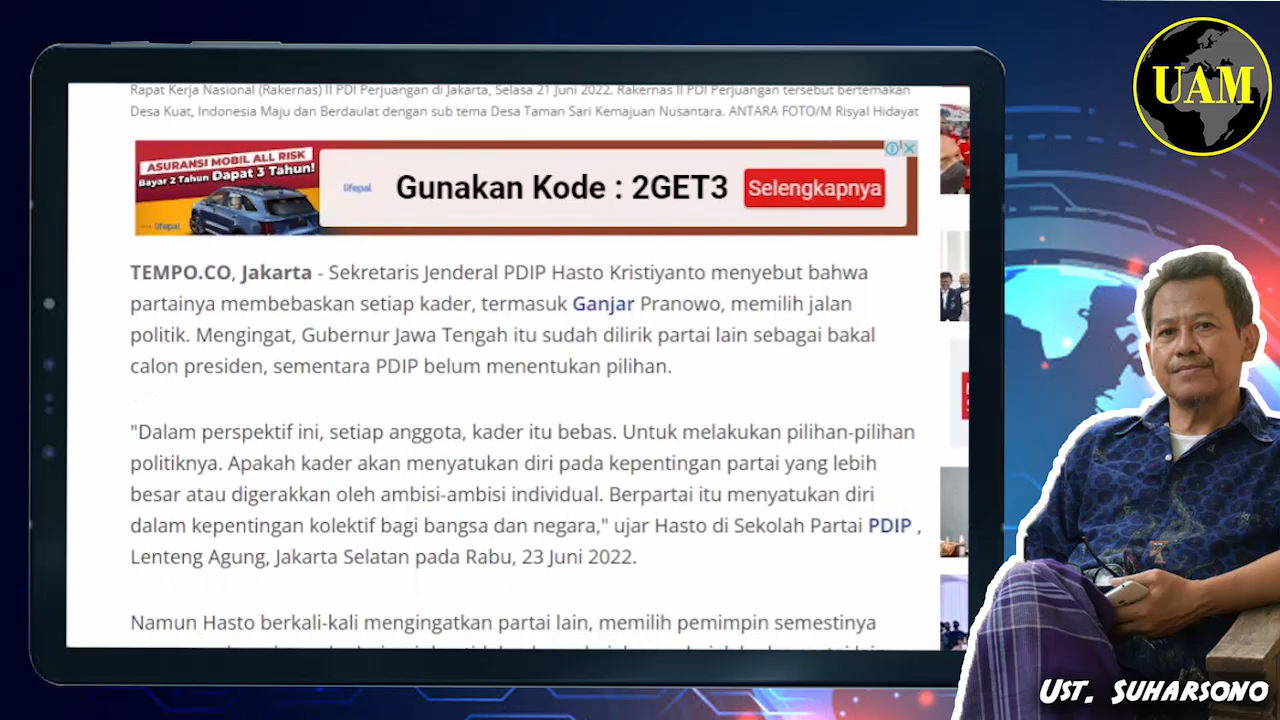 Rapat Kerja Nasional (Rakernas) II PDI Perjuangan di Jakarta, Selasa 21 Juni 2022. Rakernas II PDI Perjuangan tersebut bertemakan
Desa Kuat, Indonesia Maju dan Berdaulat dengan sub tema Desa Taman Sari Kemajuan Nusantara. ANTARA FOTO/M Risyal Hidayat
ASURANSI MOBIL ALL RISK
Bayar 2 Tahun Dapat 3 Tahun!
lifepal
lifepal
Gunakan Kode : 2GET3
Selengkapnya
TEMPO.CO, Jakarta - Sekretaris Jenderal PDIP Hasto Kristiyanto menyebut bahwa
partainya membebaskan setiap kader, termasuk Ganjar Pranowo, memilih jalan
politik. Mengingat, Gubernur Jawa Tengah itu sudah dilirik partai lain sebagai bakal
calon presiden, sementara PDIP belum menentukan pilihan.
"Dalam perspektif ini, setiap anggota, kader itu bebas. Untuk melakukan pilihan-pilihan
politiknya. Apakah kader akan menyatukan diri pada kepentingan partai yang lebih
besar atau digerakkan oleh ambisi-ambisi individual. Berpartai itu menyatukan diri
dalam kepentingan kolektif bagi bangsa dan negara," ujar Hasto di Sekolah Partai PDIP ,
Lenteng Agung, Jakarta Selatan pada Rabu, 23 Juni 2022.
Namun Hasto berkali-kali mengingatkan partai lain, memilih pemimpin semestinya
UAM
UST. SUHARSONO